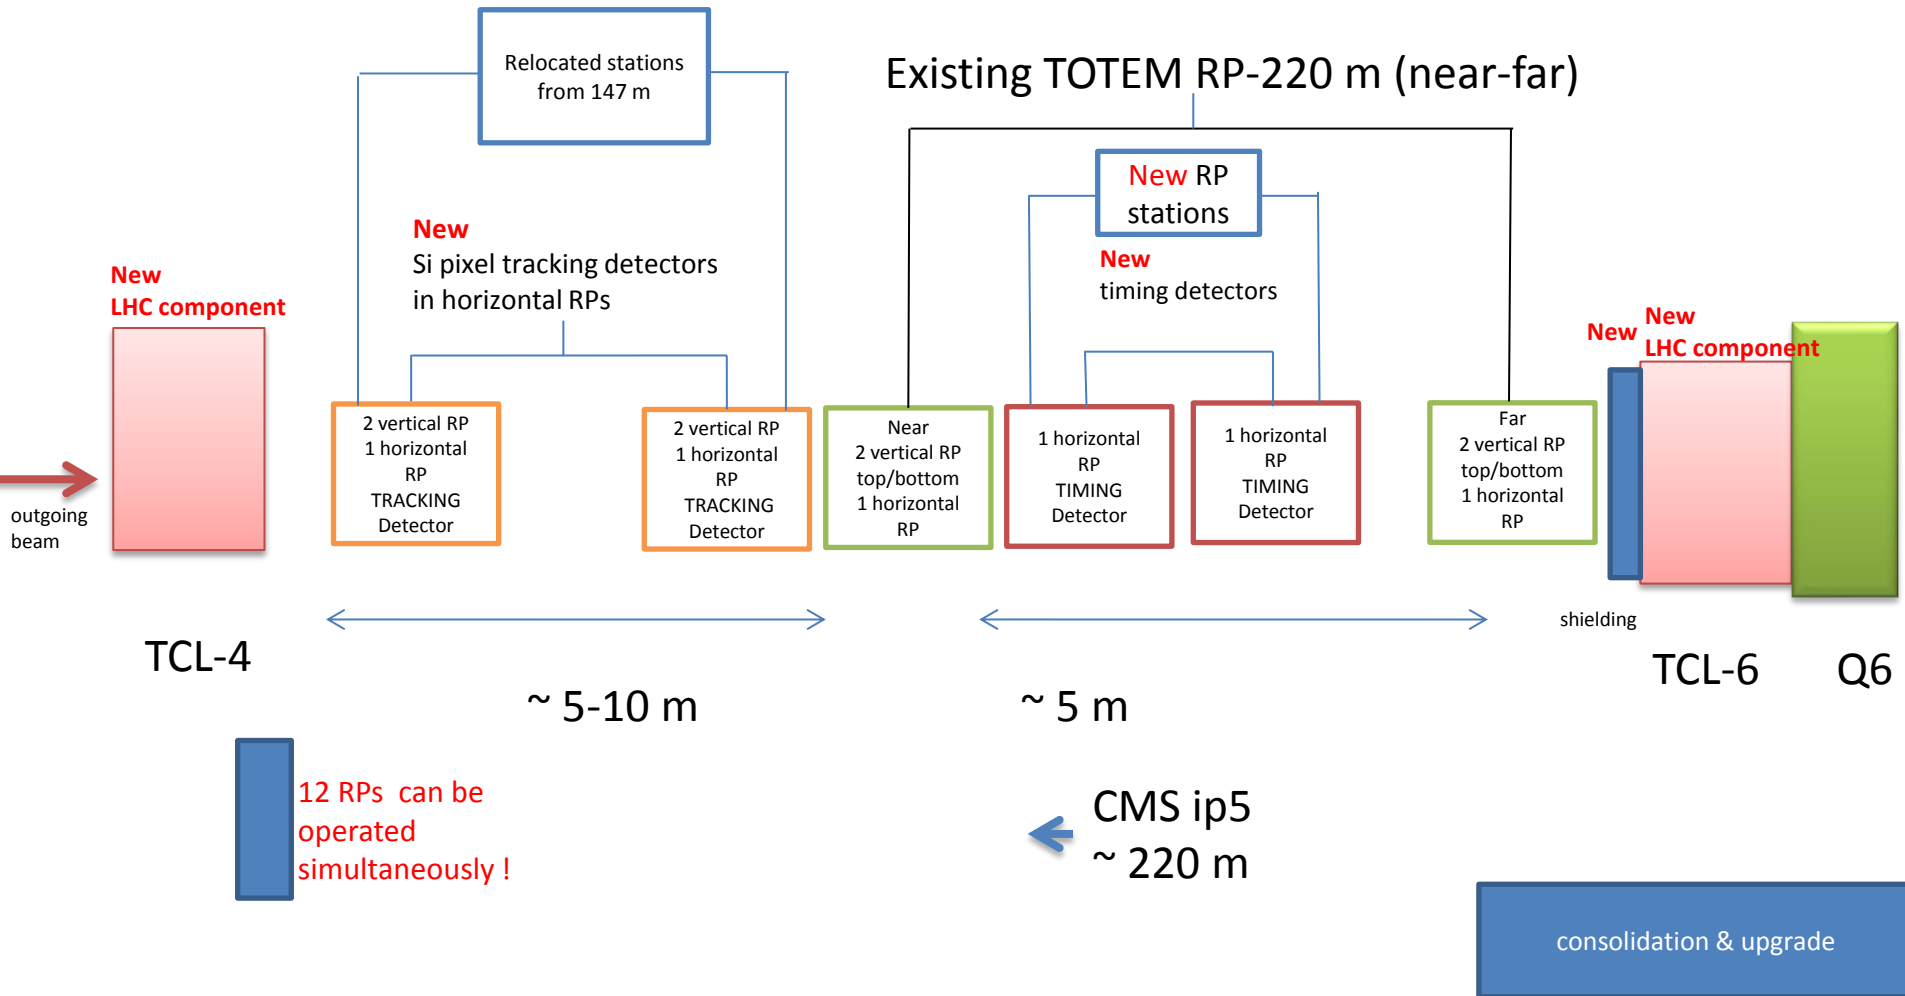 Relocated stations
from 147 m
Existing TOTEM RP-220 m (near-far)
New RP
stations
New
Si pixel tracking detectors
in horizontal RPs
New
timing detectors
New
LHC component
New
New
LHC component
outgoing
beam
2 vertical RP
1 horizontal
RP
TRACKING
Detector
2 vertical RP
1 horizontal
RP
TRACKING
Detector
Near
2 vertical RP
top/bottom
1 horizontal
RP
1 horizontal
RP
TIMING
Detector
1 horizontal
RP
TIMING
Detector
Far
2 vertical RP
top/bottom
1 horizontal
RP
shielding
TCL-4
TCL-6
Q6
~ 5-10 m
~ 5 m
12 RPs can be
operated
simultaneously !
CMS ip5
~ 220 m
consolidation & upgrade